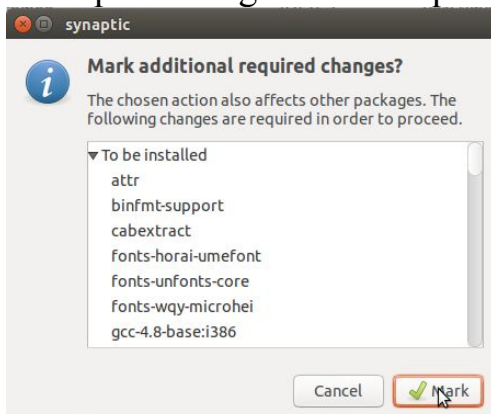 synaptic
Mark additional required changes?
The chosen action also affects other packages. The
following changes are required in order to proceed.
To be installed
attr
binfmt-support
cabextract
fonts-horai-umefont
fonts-unfonts-core
fonts-wqy-microhei
gcc-4.8-base:i386
Cancel
Mark